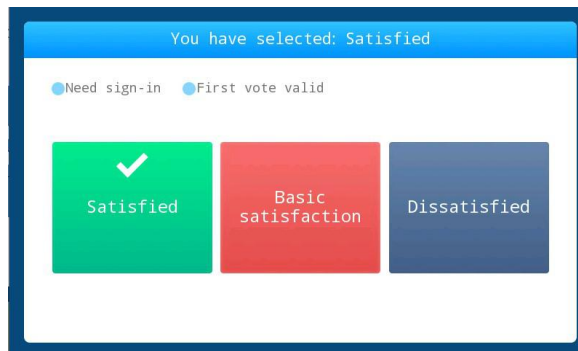 You have selected: Satisfied
Need sign-in First vote valid
Satisfied
Basic
satisfaction
Dissatisfied